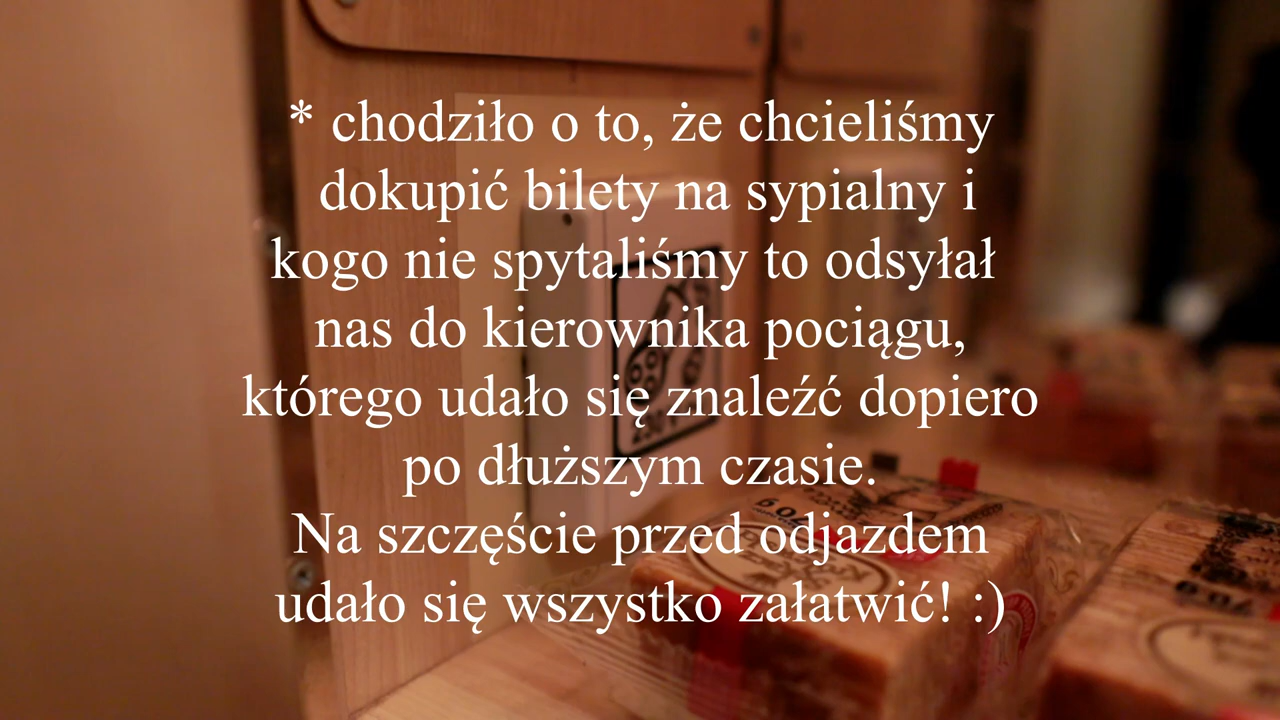 * chodziło o to, że chcieliśmy
dokupić bilety na sypialny i
kogo nie spytaliśmy to odsyłał
nas do kierownika pociągu,
którego udało się znaleźć dopiero
po dłuższym czasie.
Na szczęście przed odjazdem
udało się wszystko załatwić! :)